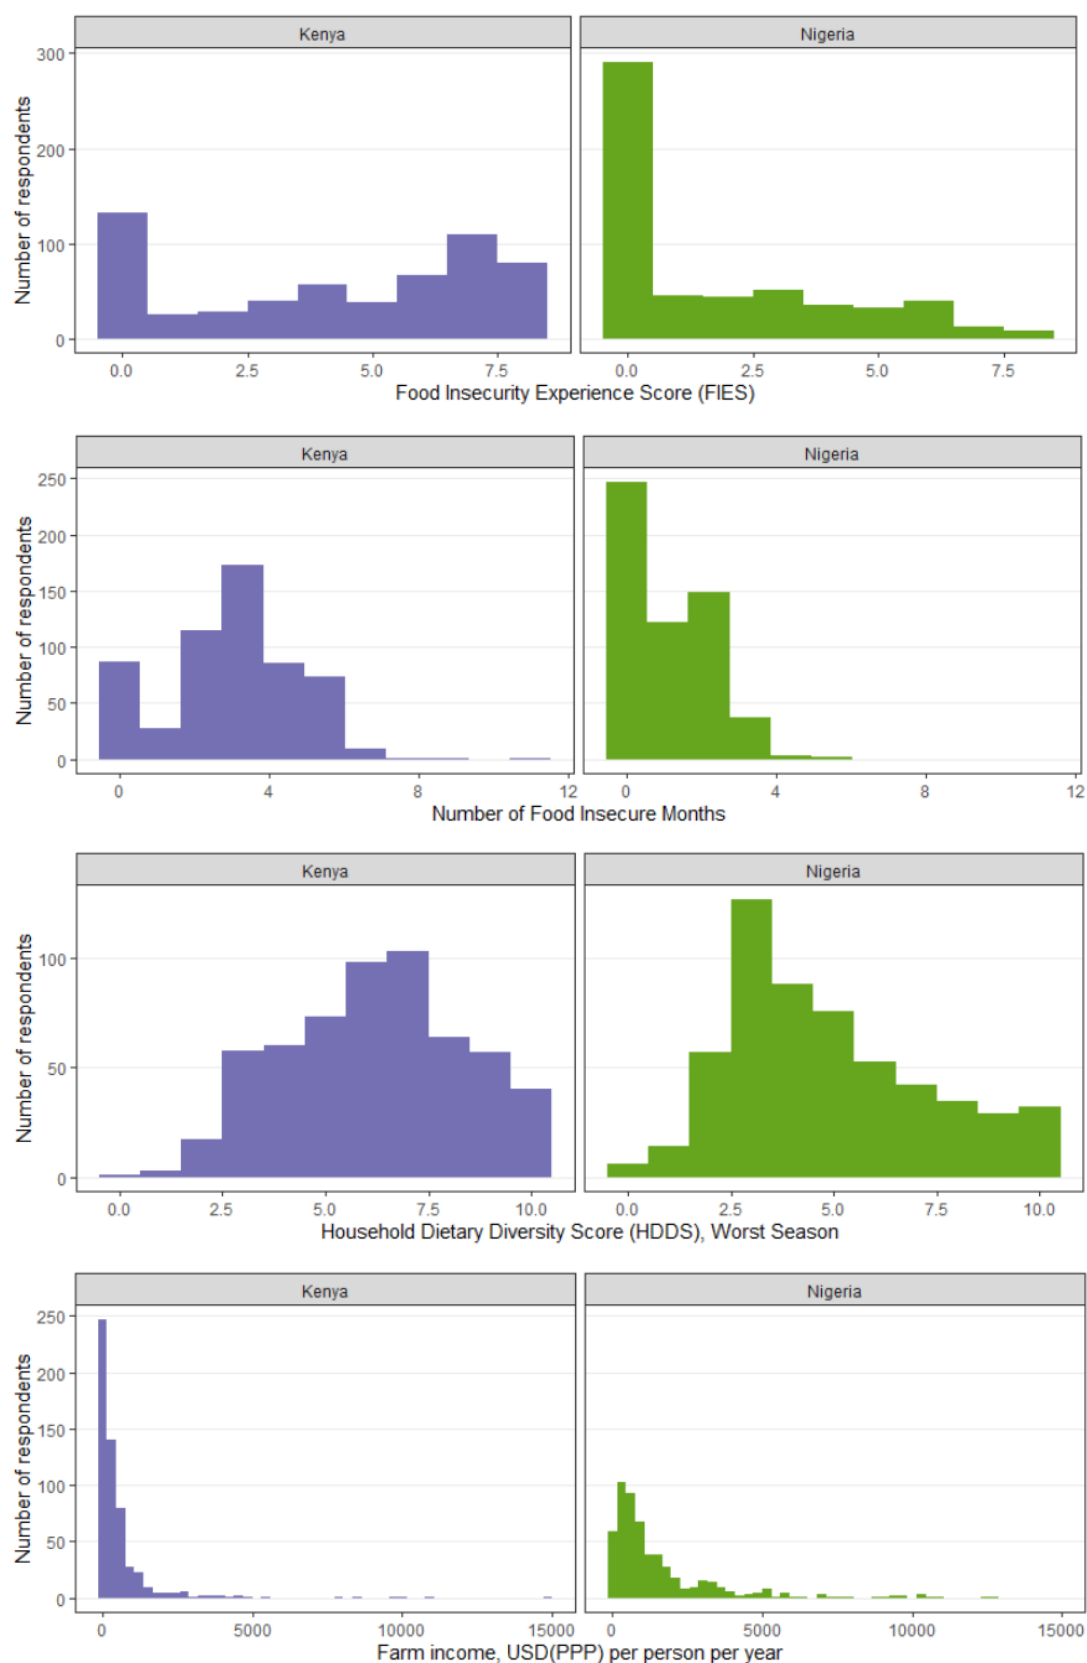 Kenya Nigeria
300
200
100
0
Number of respondents
0.0 2.5 5.0 7.5 0.0 2.5 5.0 7.5
Food Insecurity Experience Score (FIES)
Kenya Nigeria
250
200
150
100
50
0
Number of respondents
0 4 8 12 0 4 8 12
Number of Food Insecure Months
Kenya Nigeria
100
50
0
Number of respondents
0.0 2.5 5.0 7.5 10.0 0.0 2.5 5.0 7.5 10.0
Household Dietary Diversity Score (HDDS), Worst Season
Kenya Nigeria
250
200
150
100
50
0
Number of respondents
0 5000 10000 15000 0 5000 10000 15000
Farm income, USD(PPP) per person per year